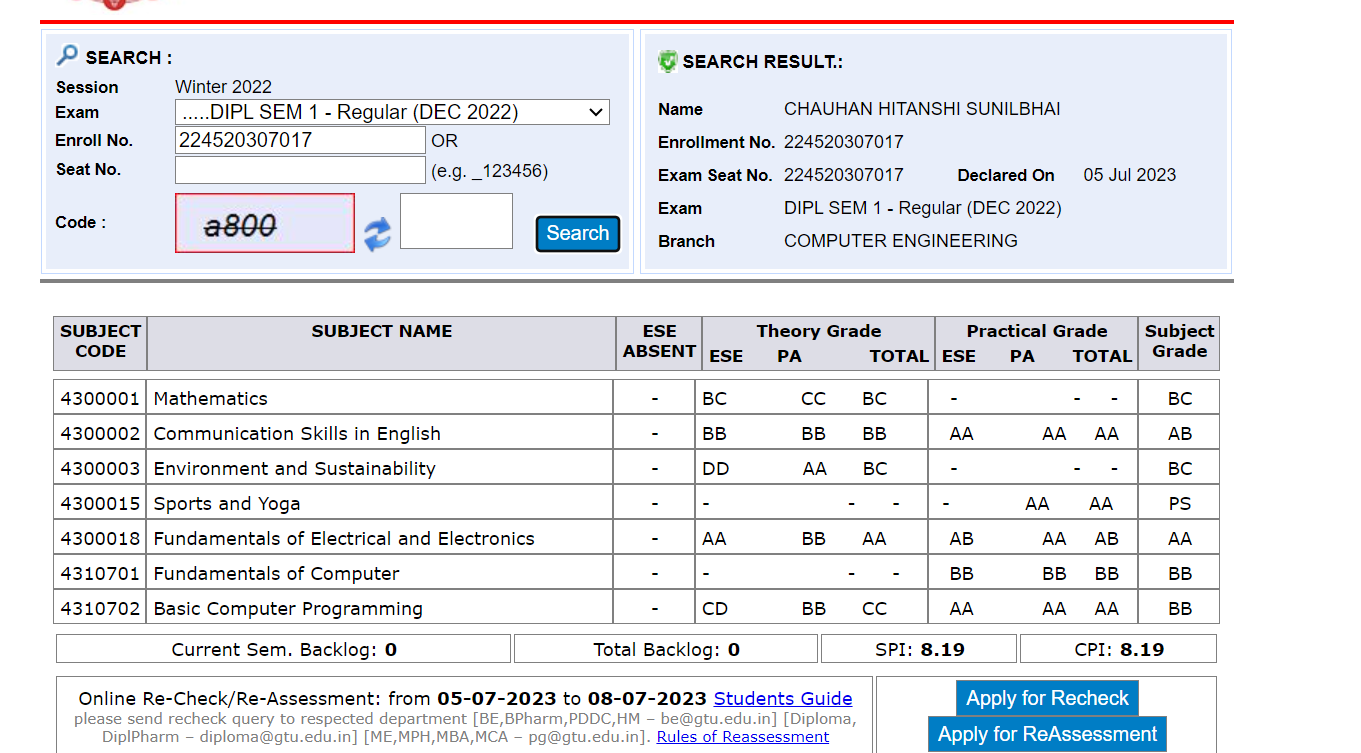 SEARCH :
Session Winter 2022
Exam .....DIPL SEM 1 - Regular (DEC 2022)
Enroll No. 224520307017 OR
Seat No. (e.g. _123456)
Code : a800 Search
SEARCH RESULT.:
Name CHAUHAN HITANSHI SUNILBHAI
Enrollment No. 224520307017
Exam Seat No. 224520307017 Declared On 05 Jul 2023
Exam DIPL SEM 1 - Regular (DEC 2022)
Branch COMPUTER ENGINEERING
SUBJECT CODE SUBJECT NAME ESE ABSENT Theory Grade ESE PA TOTAL Practical Grade ESE PA TOTAL Subject Grade
4300001 Mathematics - BC CC BC - - - BC
4300002 Communication Skills in English - BB BB BB AA AA AA AB
4300003 Environment and Sustainability - DD AA BC - - - BC
4300015 Sports and Yoga - - - - - AA AA PS
4300018 Fundamentals of Electrical and Electronics - AA BB AA AB AA AB AA
4310701 Fundamentals of Computer - - - - BB BB BB BB
4310702 Basic Computer Programming - CD BB CC AA AA AA BB
Current Sem. Backlog: 0 Total Backlog: 0 SPI: 8.19 CPI: 8.19
Online Re-Check/Re-Assessment: from 05-07-2023 to 08-07-2023 Students Guide
please send recheck query to respected department [BE,BPharm,PDDC,HM – be@gtu.edu.in] [Diploma,
DiplPharm – diploma@gtu.edu.in] [ME,MPH,MBA,MCA – pg@gtu.edu.in]. Rules of Reassessment
Apply for Recheck
Apply for ReAssessment